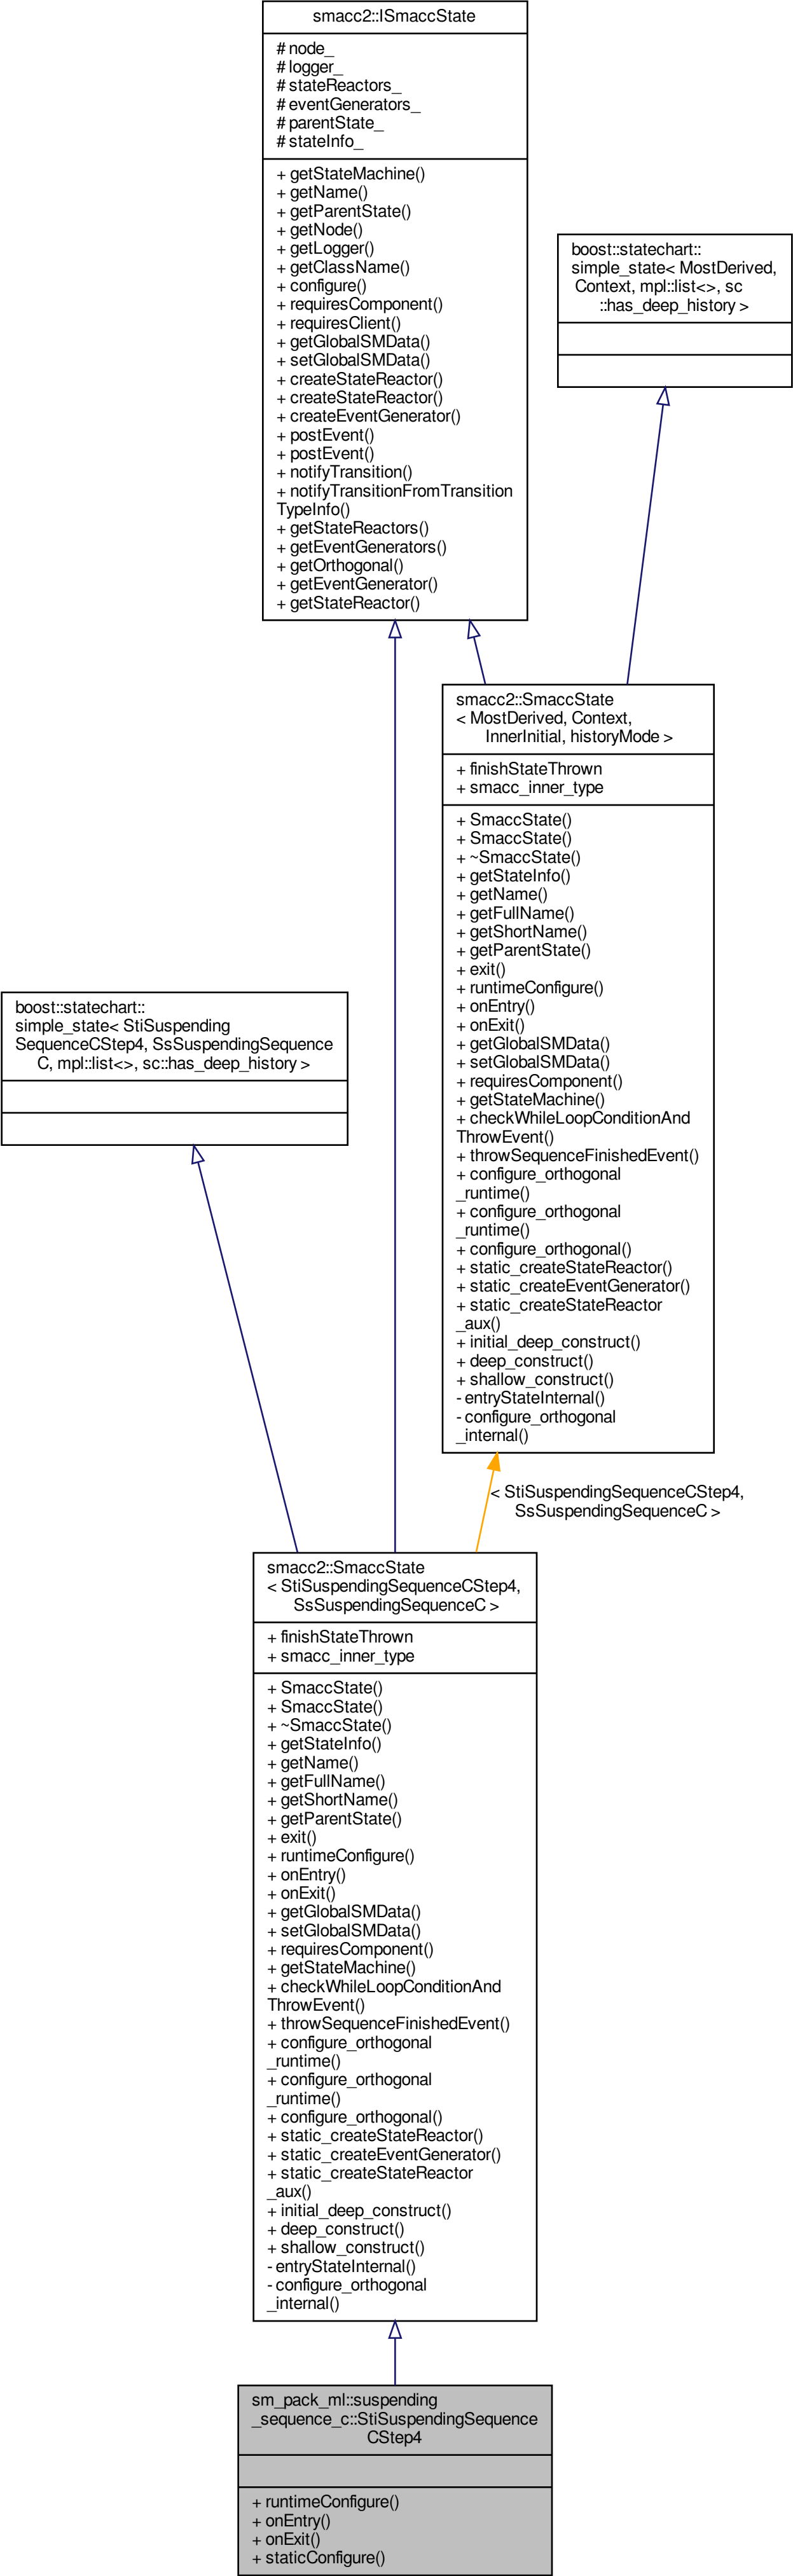 smacc2::ISmaccState
# node_
# logger_
# stateReactors_
# eventGenerators_
# parentState_
# stateInfo_
+ getStateMachine()
+ getName()
+ getParentState()
+ getNode()
+ getLogger()
+ getClassName()
+ configure()
+ requiresComponent()
+ requiresClient()
+ getGlobalSMData()
+ setGlobalSMData()
+ createStateReactor()
+ createStateReactor()
+ createEventGenerator()
+ postEvent()
+ postEvent()
+ notifyTransition()
+ notifyTransitionFromTransition
TypeInfo()
+ getStateReactors()
+ getEventGenerators()
+ getOrthogonal()
+ getEventGenerator()
+ getStateReactor()
boost::statechart::
simple_state< MostDerived,
Context, mpl::list<>, sc
::has_deep_history >
smacc2::SmaccState
< MostDerived, Context,
InnerInitial, historyMode >
+ finishStateThrown
+ smacc_inner_type
+ SmaccState()
+ SmaccState()
+ ~SmaccState()
+ getStateInfo()
+ getName()
+ getFullName()
+ getShortName()
+ getParentState()
+ exit()
+ runtimeConfigure()
+ onEntry()
+ onExit()
+ getGlobalSMData()
+ setGlobalSMData()
+ requiresComponent()
+ getStateMachine()
+ checkWhileLoopConditionAnd
ThrowEvent()
+ throwSequenceFinishedEvent()
+ configure_orthogonal
_runtime()
+ configure_orthogonal
_runtime()
+ configure_orthogonal()
+ static_createStateReactor()
+ static_createEventGenerator()
+ static_createStateReactor
_aux()
+ initial_deep_construct()
+ deep_construct()
+ shallow_construct()
- entryStateInternal()
- configure_orthogonal
_internal()
boost::statechart::
simple_state< StiSuspending
SequenceCStep4, SsSuspendingSequence
C, mpl::list<>, sc::has_deep_history >
< StiSuspendingSequenceCStep4,
SsSuspendingSequenceC >
smacc2::SmaccState
< StiSuspendingSequenceCStep4,
SsSuspendingSequenceC >
+ finishStateThrown
+ smacc_inner_type
+ SmaccState()
+ SmaccState()
+ ~SmaccState()
+ getStateInfo()
+ getName()
+ getFullName()
+ getShortName()
+ getParentState()
+ exit()
+ runtimeConfigure()
+ onEntry()
+ onExit()
+ getGlobalSMData()
+ setGlobalSMData()
+ requiresComponent()
+ getStateMachine()
+ checkWhileLoopConditionAnd
ThrowEvent()
+ throwSequenceFinishedEvent()
+ configure_orthogonal
_runtime()
+ configure_orthogonal
_runtime()
+ configure_orthogonal()
+ static_createStateReactor()
+ static_createEventGenerator()
+ static_createStateReactor
_aux()
+ initial_deep_construct()
+ deep_construct()
+ shallow_construct()
- entryStateInternal()
- configure_orthogonal
_internal()
sm_pack_ml::suspending
_sequence_c::StiSuspendingSequence
CStep4
+ runtimeConfigure()
+ onEntry()
+ onExit()
+ staticConfigure()